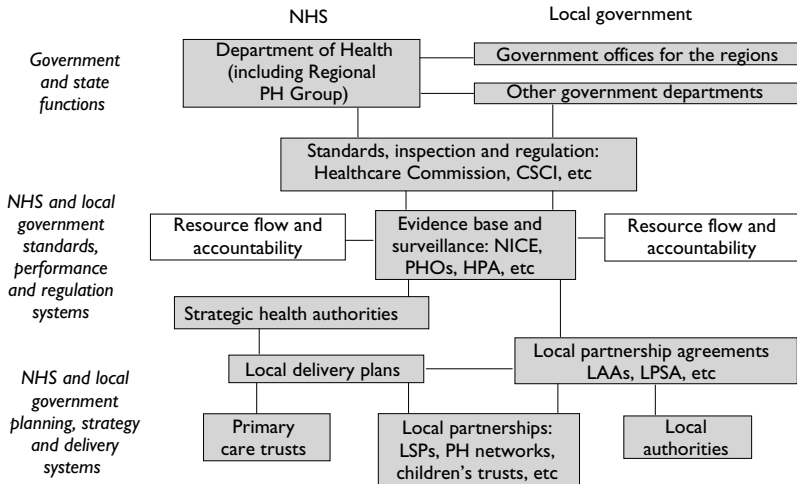 NHS
Local government
Government
and state
functions
Department of Health
(including Regional
PH Group)
Government offices for the regions
Other government departments
Standards, inspection and regulation:
Healthcare Commission, CSCI, etc
NHS and local
government
standards,
performance
and regulation
systems
Resource flow and
accountability
Evidence base and
surveillance: NICE,
PHOs, HPA, etc
Resource flow and
accountability
Strategic health authorities
Local delivery plans
Local partnership agreements
LAAs, LPSA, etc
NHS and local
government
planning, strategy
and delivery
systems
Primary
care trusts
Local partnerships:
LSPs, PH networks,
children’s trusts, etc
Local
authorities